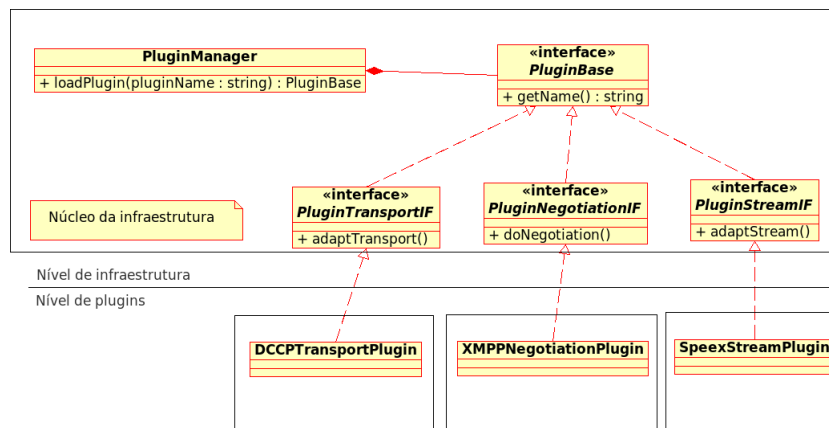 PluginManager
+ loadPlugin(pluginName : string) : PluginBase
«interface»
PluginBase
+ getName() : string
«interface»
PluginTransportIF
+ adaptTransport()
«interface»
PluginNegotiationIF
+ doNegotiation()
«interface»
PluginStreamIF
+ adaptStream()
Núcleo da infraestrutura
Nível de infraestrutura
Nível de plugins
DCCPTransportPlugin
XMPPNegotiationPlugin
SpeexStreamPlugin